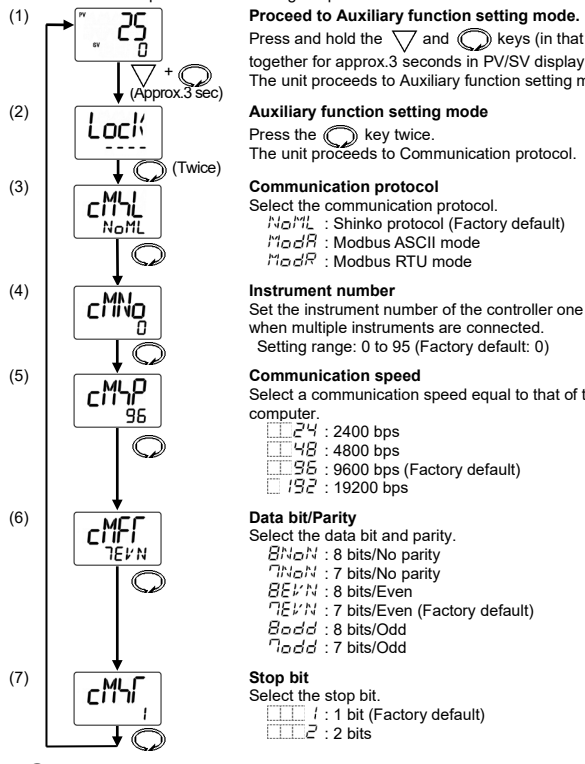 (1)
PV
25
SV
0
+
(Approx.3 sec)
Proceed to Auxiliary function setting mode.
Press and hold the and keys (in that
together for approx.3 seconds in PV/SV display
The unit proceeds to Auxiliary function setting
(2)
Lock
----
(Twice)
Auxiliary function setting mode
Press the key twice.
The unit proceeds to Communication protocol.
(3)
cMSL
NoML
Communication protocol
Select the communication protocol.
NoML : Shinko protocol (Factory default)
ModA : Modbus ASCII mode
ModR : Modbus RTU mode
(4)
cMNo
0
Instrument number
Set the instrument number of the controller one
when multiple instruments are connected.
Setting range: 0 to 95 (Factory default: 0)
(5)
cMSP
96
Communication speed
Select a communication speed equal to that of
computer.
24 : 2400 bps
48 : 4800 bps
96 : 9600 bps (Factory default)
192 : 19200 bps
(6)
cMFT
7EVN
Data bit/Parity
Select the data bit and parity.
8NoN : 8 bits/No parity
7NoN : 7 bits/No parity
8EVN : 8 bits/Even
7EVN : 7 bits/Even (Factory default)
8odd : 8 bits/Odd
7odd : 7 bits/Odd
(7)
cMST
1
Stop bit
Select the stop bit.
1 : 1 bit (Factory default)
2 : 2 bits